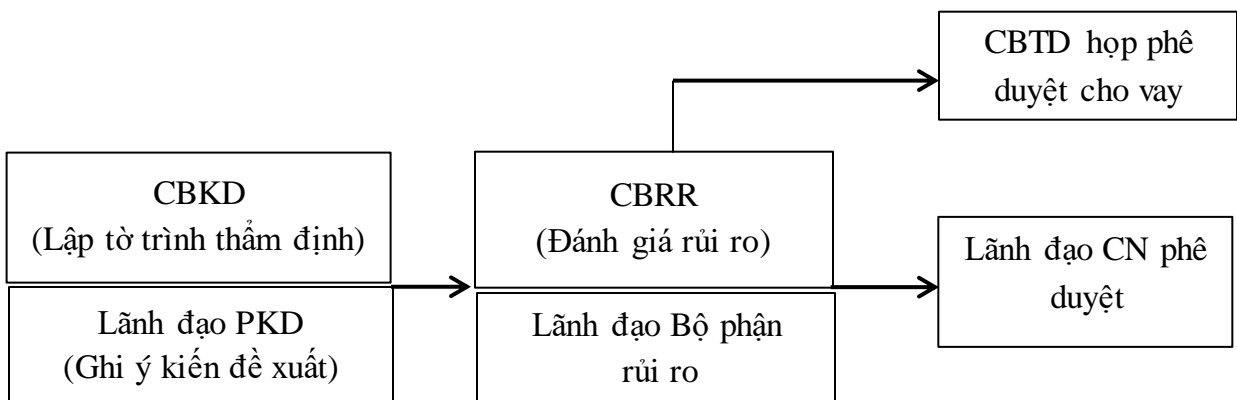 CBTD họp phê
duyệt cho vay
CBKD
(Lập tờ trình thẩm định)
Lãnh đạo PKD
(Ghi ý kiến đề xuất)
CBRR
(Đánh giá rủi ro)
Lãnh đạo Bộ phận
rủi ro
Lãnh đạo CN phê
duyệt